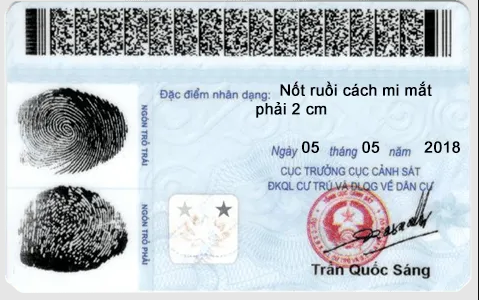 Đặc điểm nhân dạng: Nốt ruồi cách mi mắt
phải 2 cm
NGÓN TRỎ TRÁI
Ngày 05 tháng 05 năm 2018
CỤC TRƯỞNG CỤC CẢNH SÁT
ĐKQL CƯ TRÚ VÀ DLQG VỀ DÂN CƯ
NGÓN TRỎ PHẢI
Trần Quốc Sáng